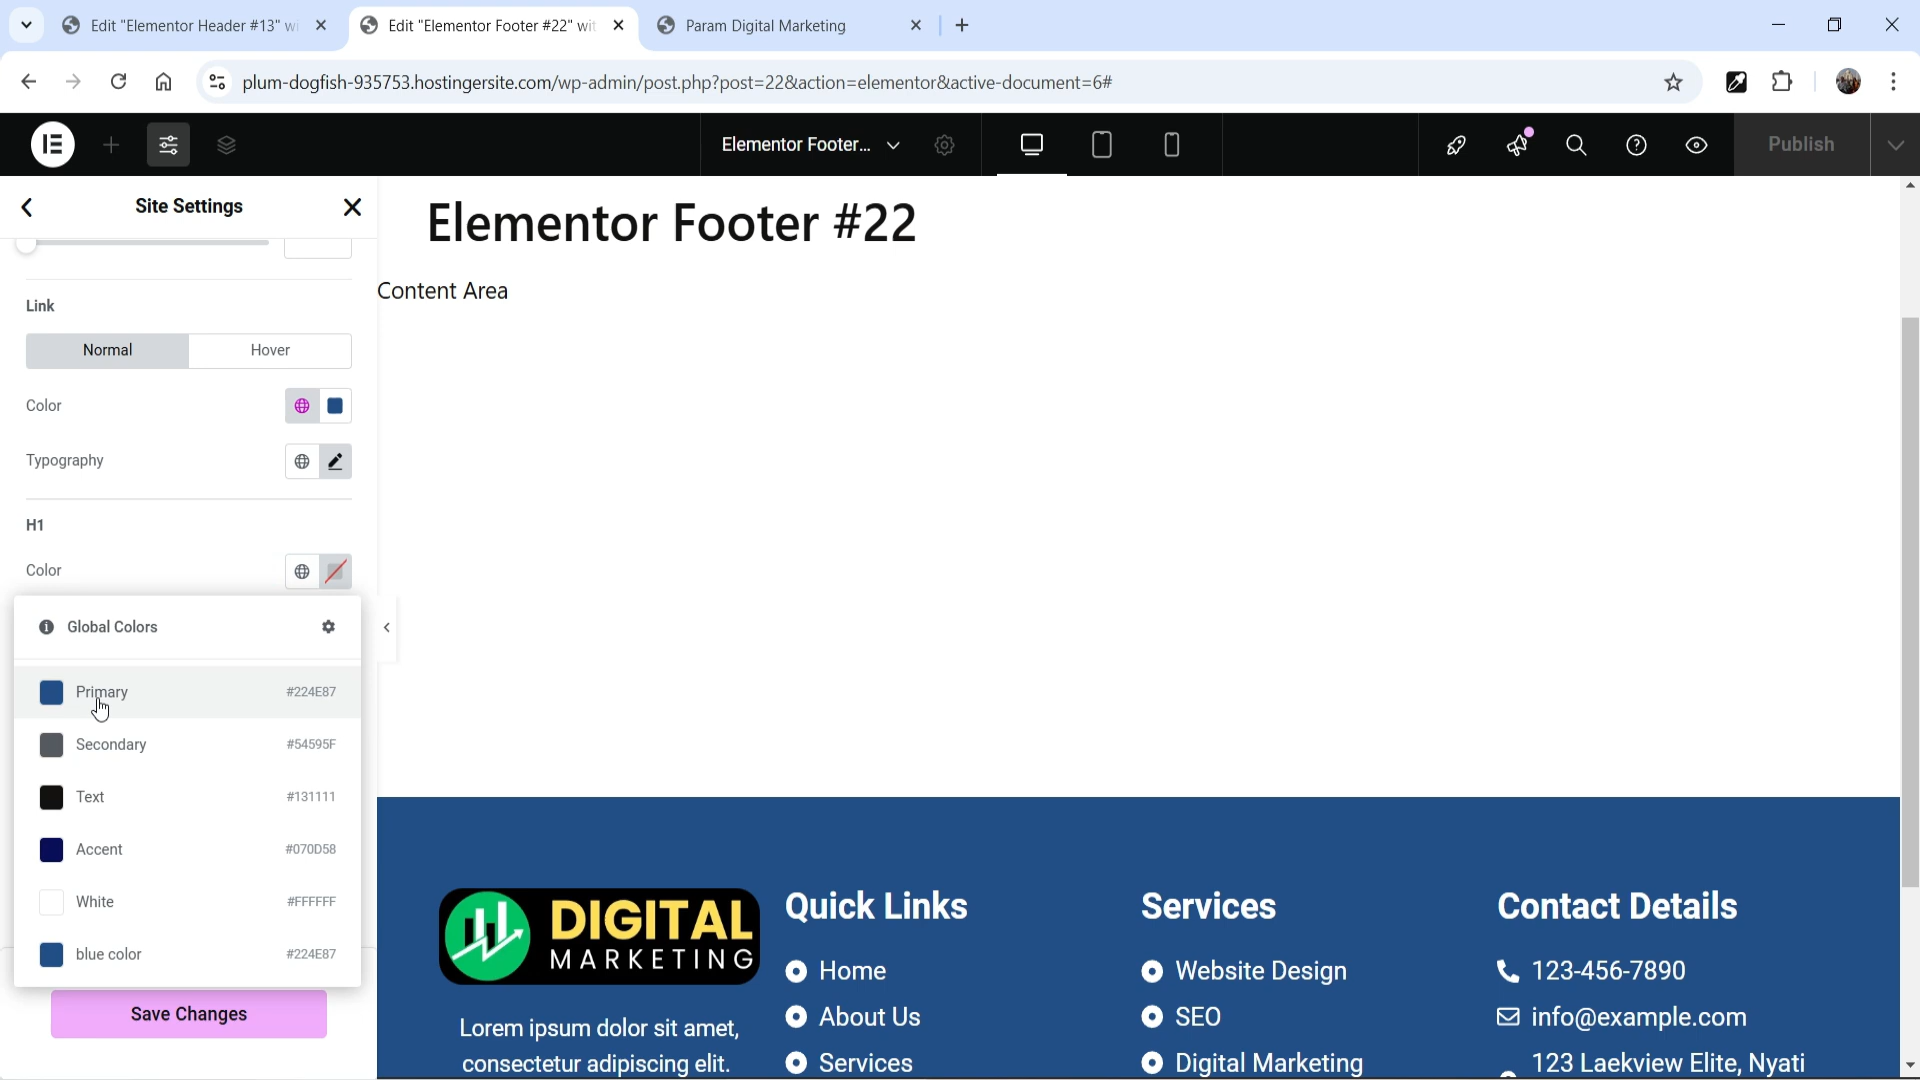 Edit "Elementor Header #13" wi
Edit "Elementor Footer #22" wit
Param Digital Marketing
plum-dogfish-935753.hostingersite.com/wp-admin/post.php?post=22&action=elementor&active-document=6#
Elementor Footer...
Publish
Site Settings
Link
Normal
Hover
Color
Typography
H1
Color
Global Colors
Primary #224E87
Secondary #54595F
Text #131111
Accent #070D58
White #FFFFFF
blue color #224E87
Save Changes
Elementor Footer #22
Content Area
DIGITAL
MARKETING
Lorem ipsum dolor sit amet,
consectetur adipiscing elit.
Quick Links
Home
About Us
Services
Services
Website Design
SEO
Digital Marketing
Contact Details
123-456-7890
info@example.com
123 Laekview Elite, Nyati